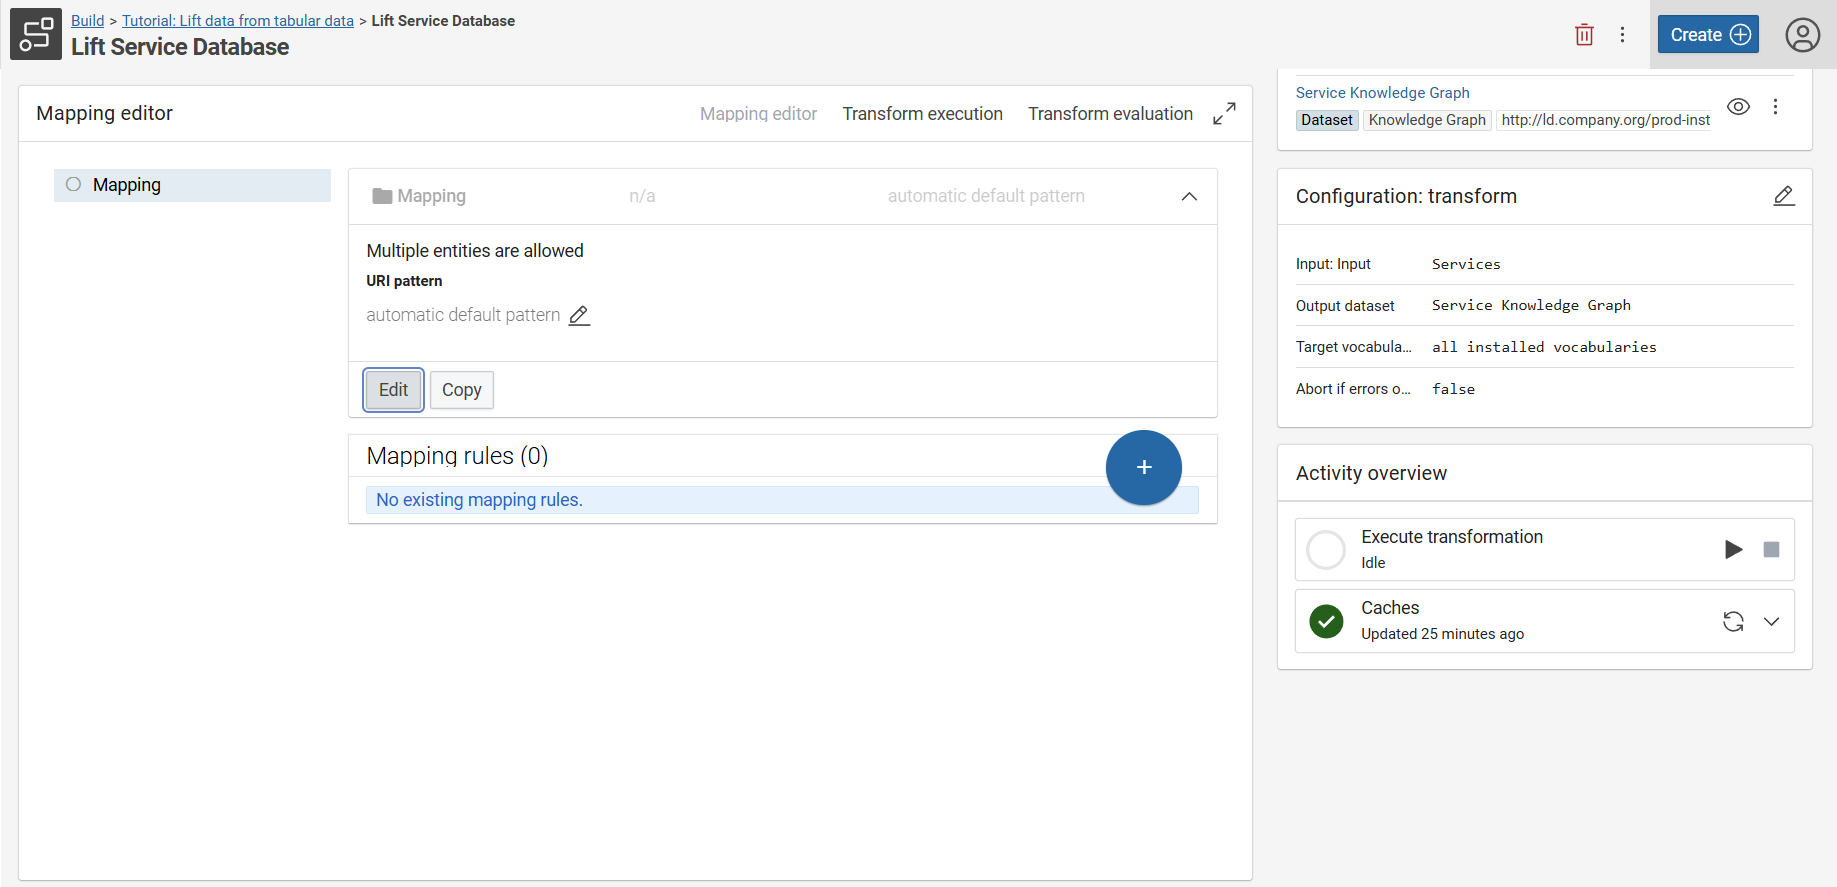 Build > Tutorial: Lift data from tabular data > Lift Service Database
Lift Service Database
Create
Mapping editor
Mapping editor Transform execution Transform evaluation
Mapping
Mapping n/a automatic default pattern
Multiple entities are allowed
URI pattern
automatic default pattern
Edit Copy
Mapping rules (0)
+
No existing mapping rules.
Service Knowledge Graph
Dataset Knowledge Graph http://ld.company.org/prod-inst
Configuration: transform
Input: Input Services
Output dataset Service Knowledge Graph
Target vocabula... all installed vocabularies
Abort if errors o... false
Activity overview
Execute transformation
Idle
Caches
Updated 25 minutes ago